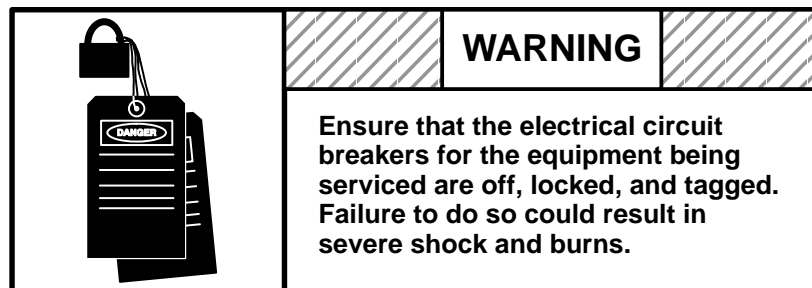 WARNING
DANGER
Ensure that the electrical circuit
breakers for the equipment being
serviced are off, locked, and tagged.
Failure to do so could result in
severe shock and burns.